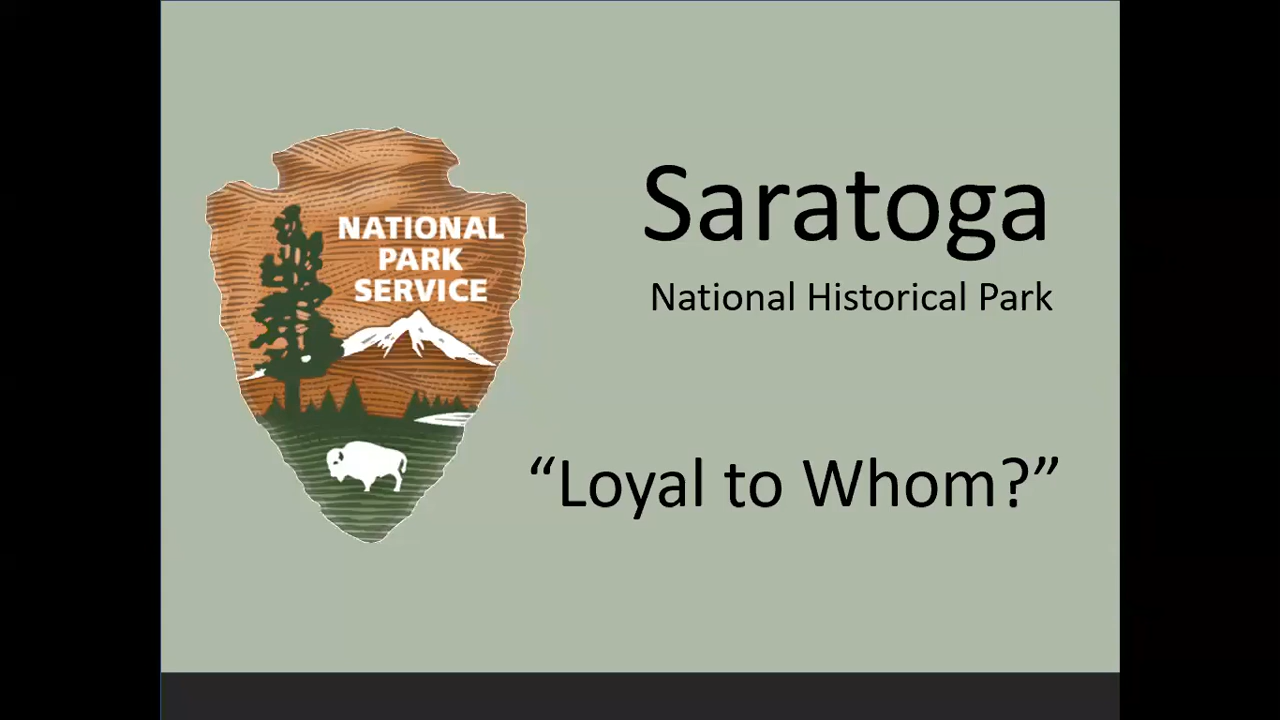 NATIONAL
PARK
SERVICE
Saratoga
National Historical Park
“Loyal to Whom?”